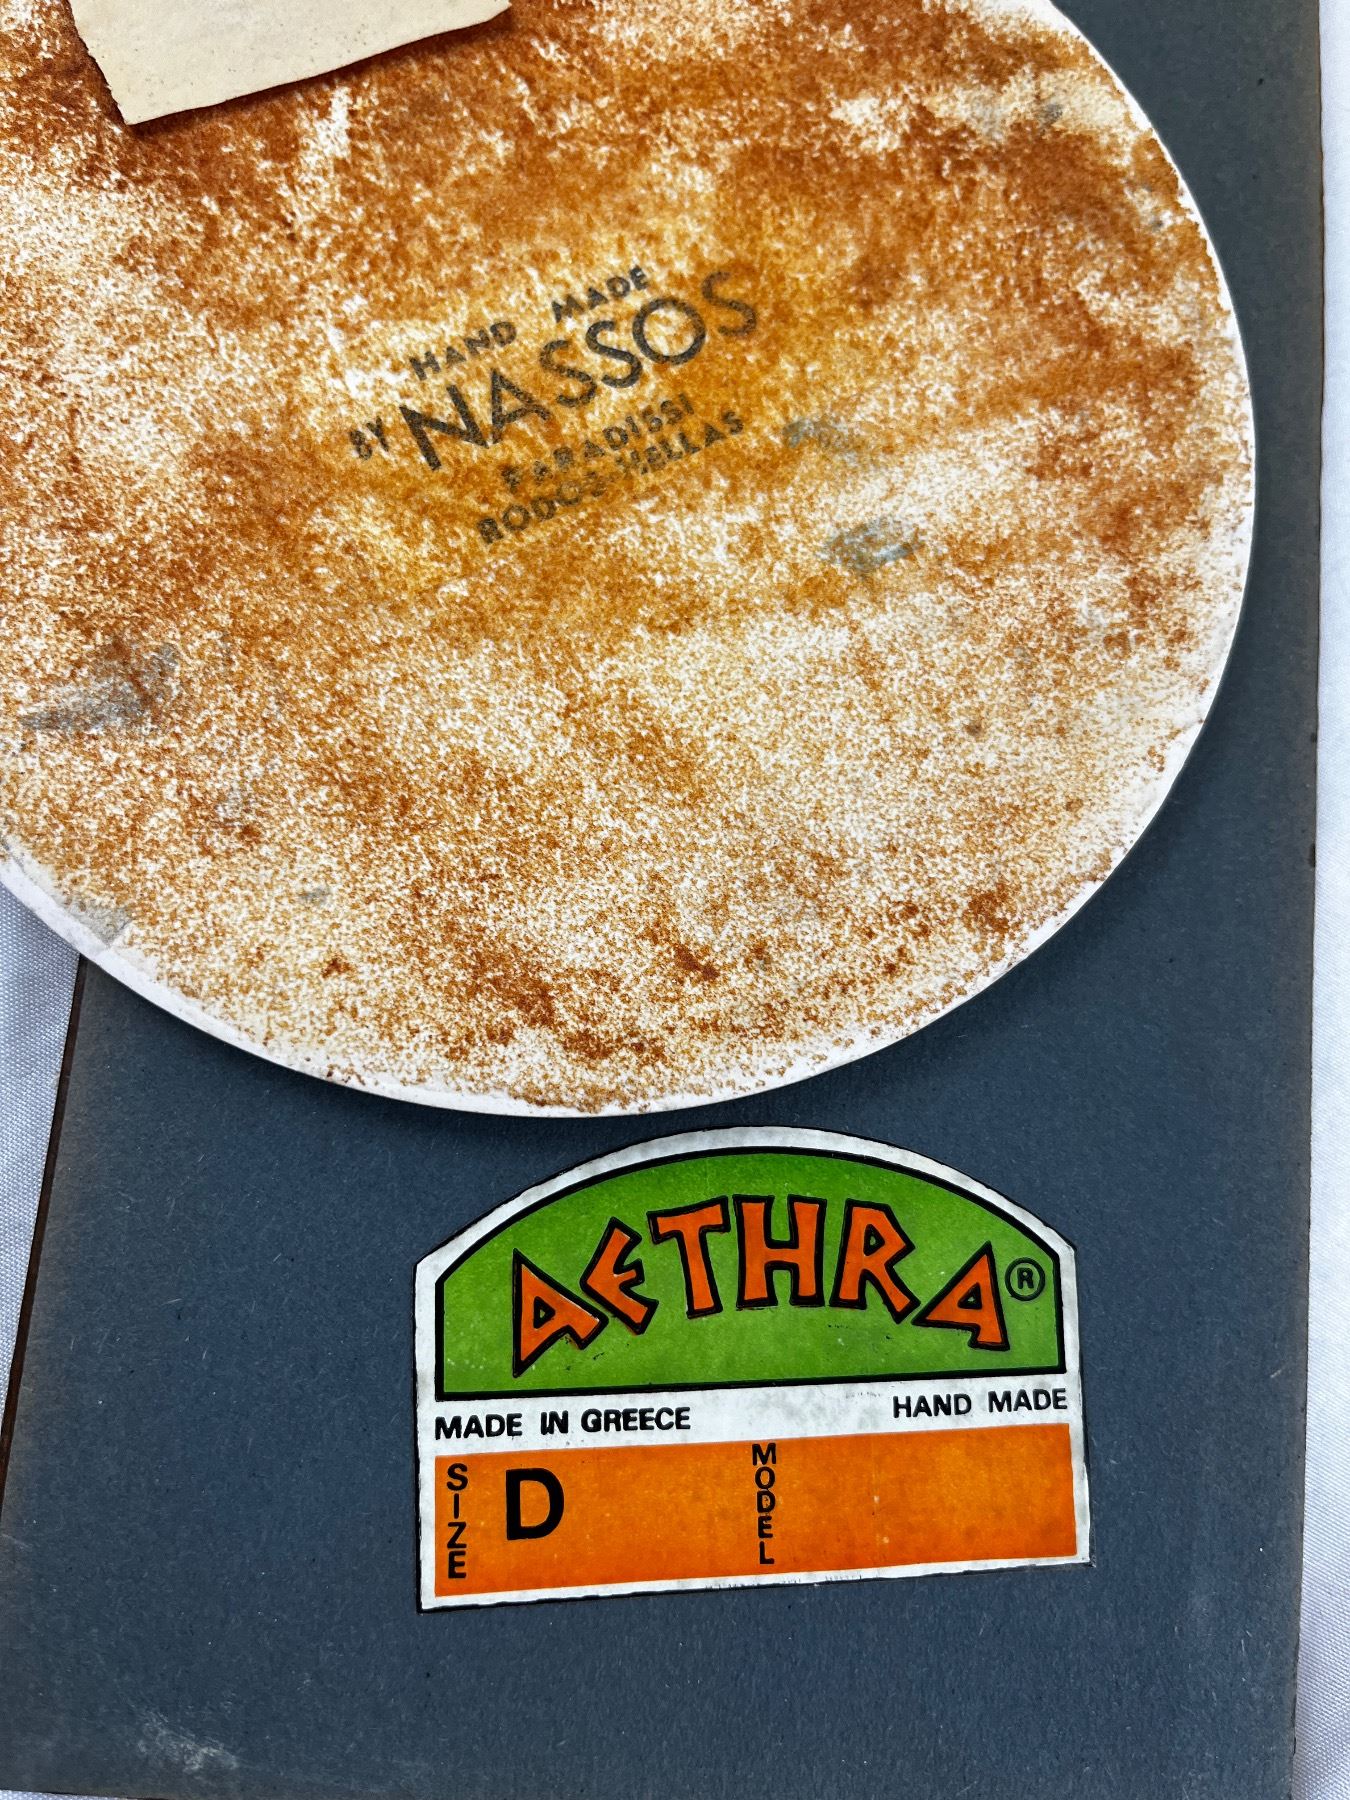 HAND MADE
BY NASSOS
PARADISSI
RODOS-HELLAS
AETHRA®
MADE IN GREECE HAND MADE
SIZE D MODEL